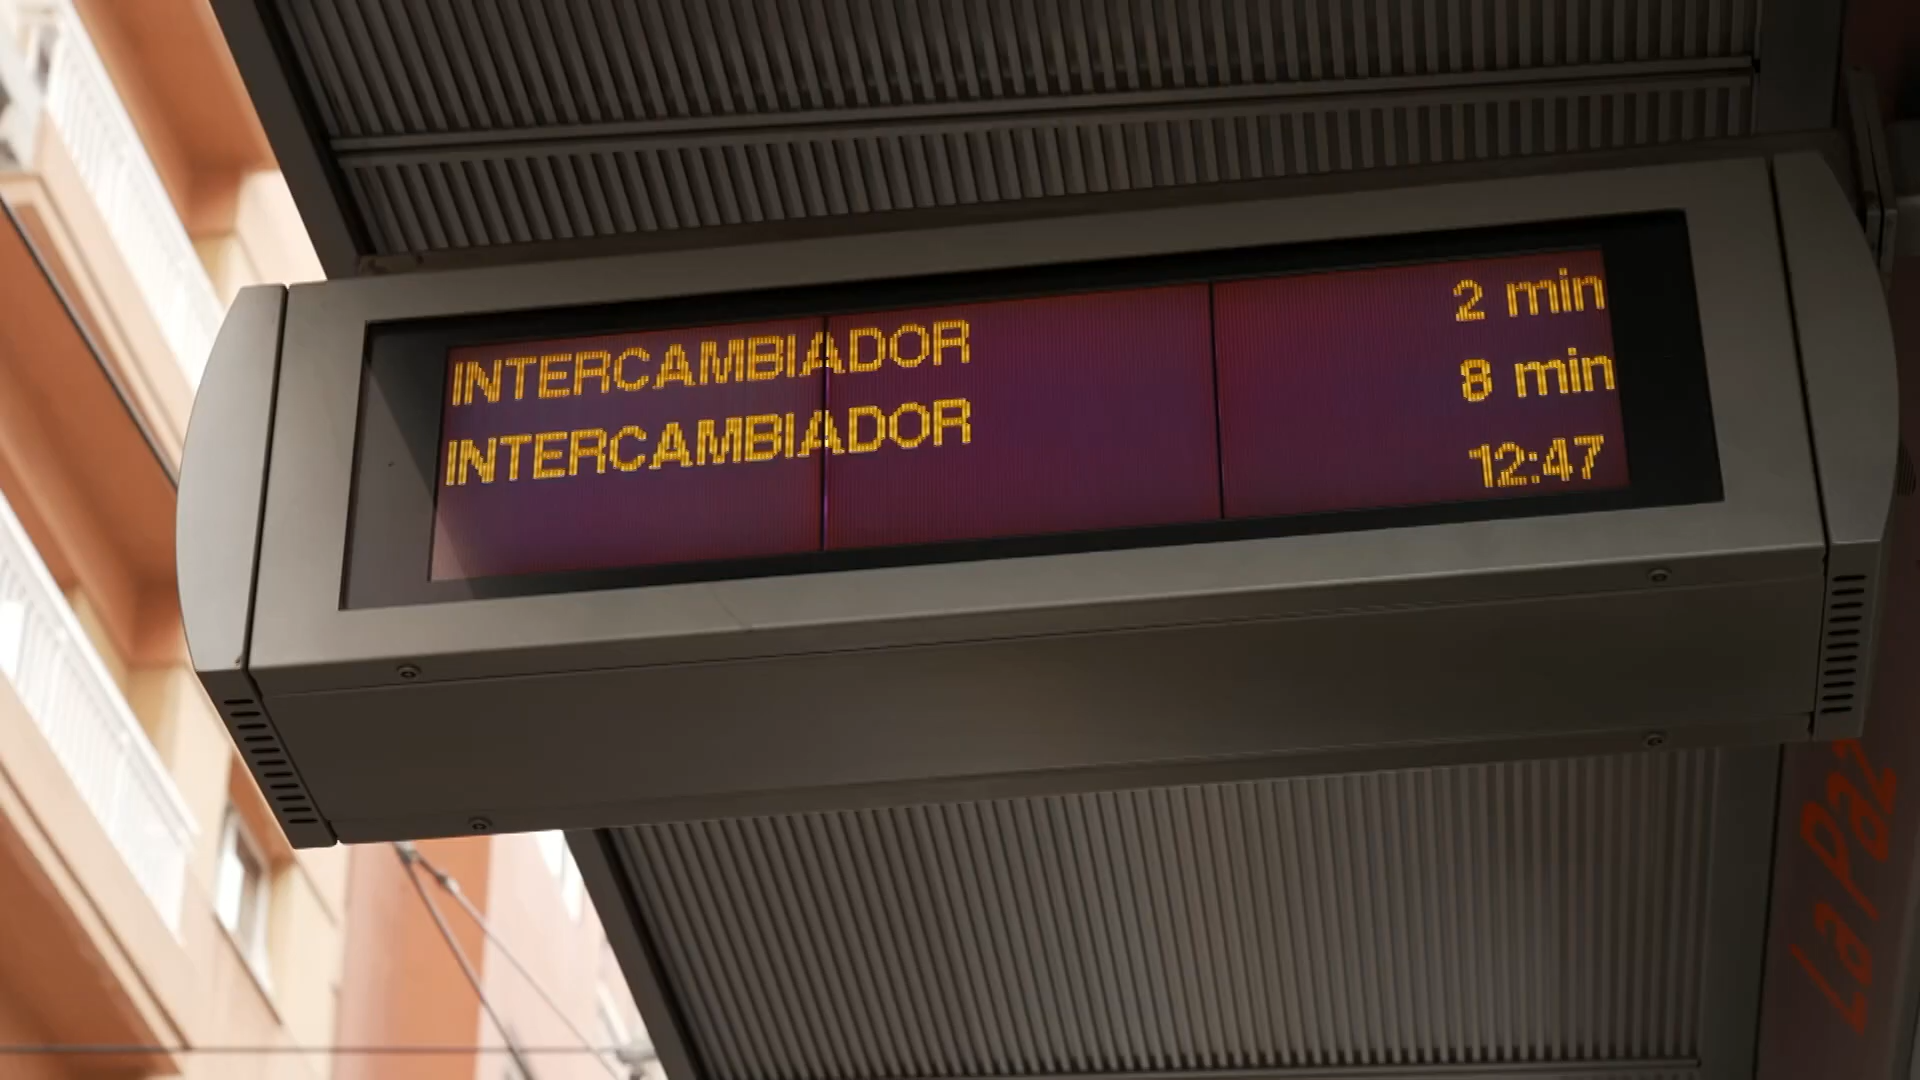 INTERCAMBIADOR 2 min
INTERCAMBIADOR 8 min
12:47
La Paz